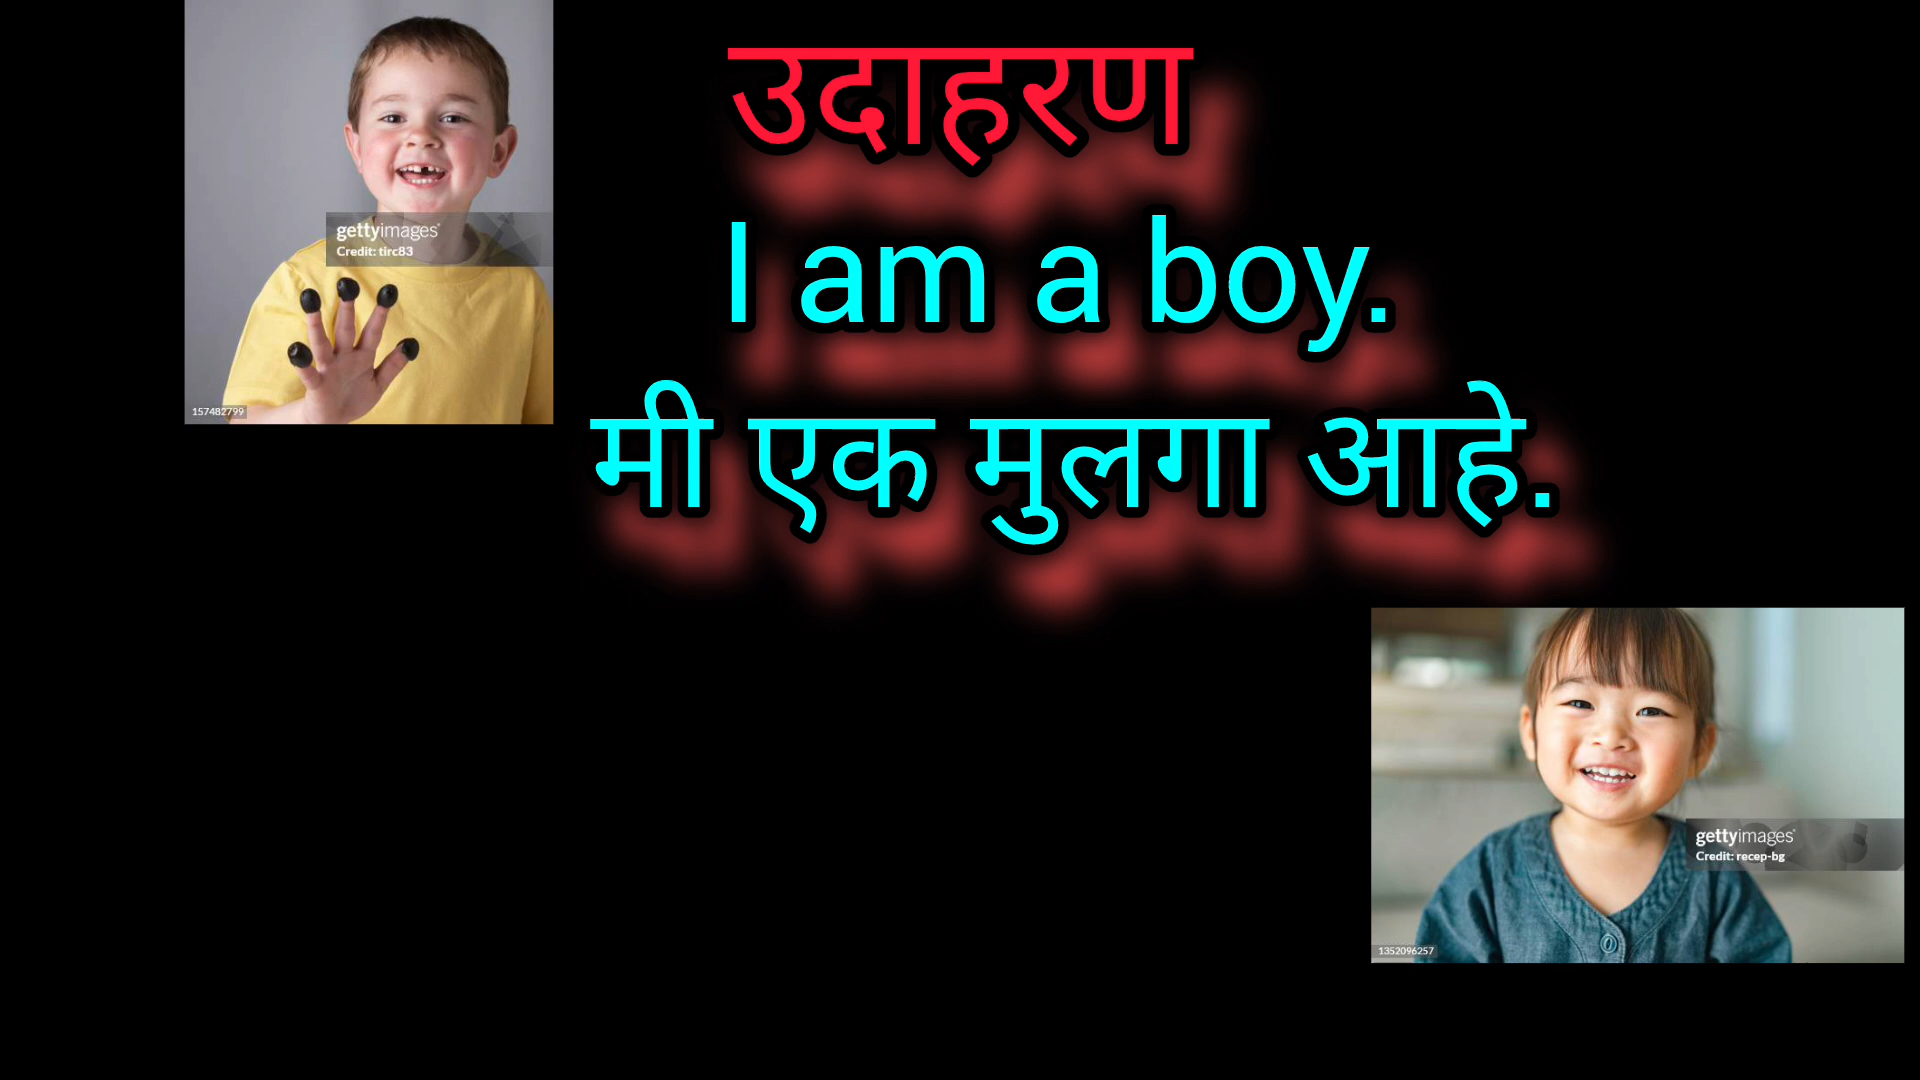 उदाहरण
I am a boy.
मी एक मुलगा आहे.
gettyimages®
Credit: tirc83
157482799
gettyimages®
Credit: recep-bg
1352096257